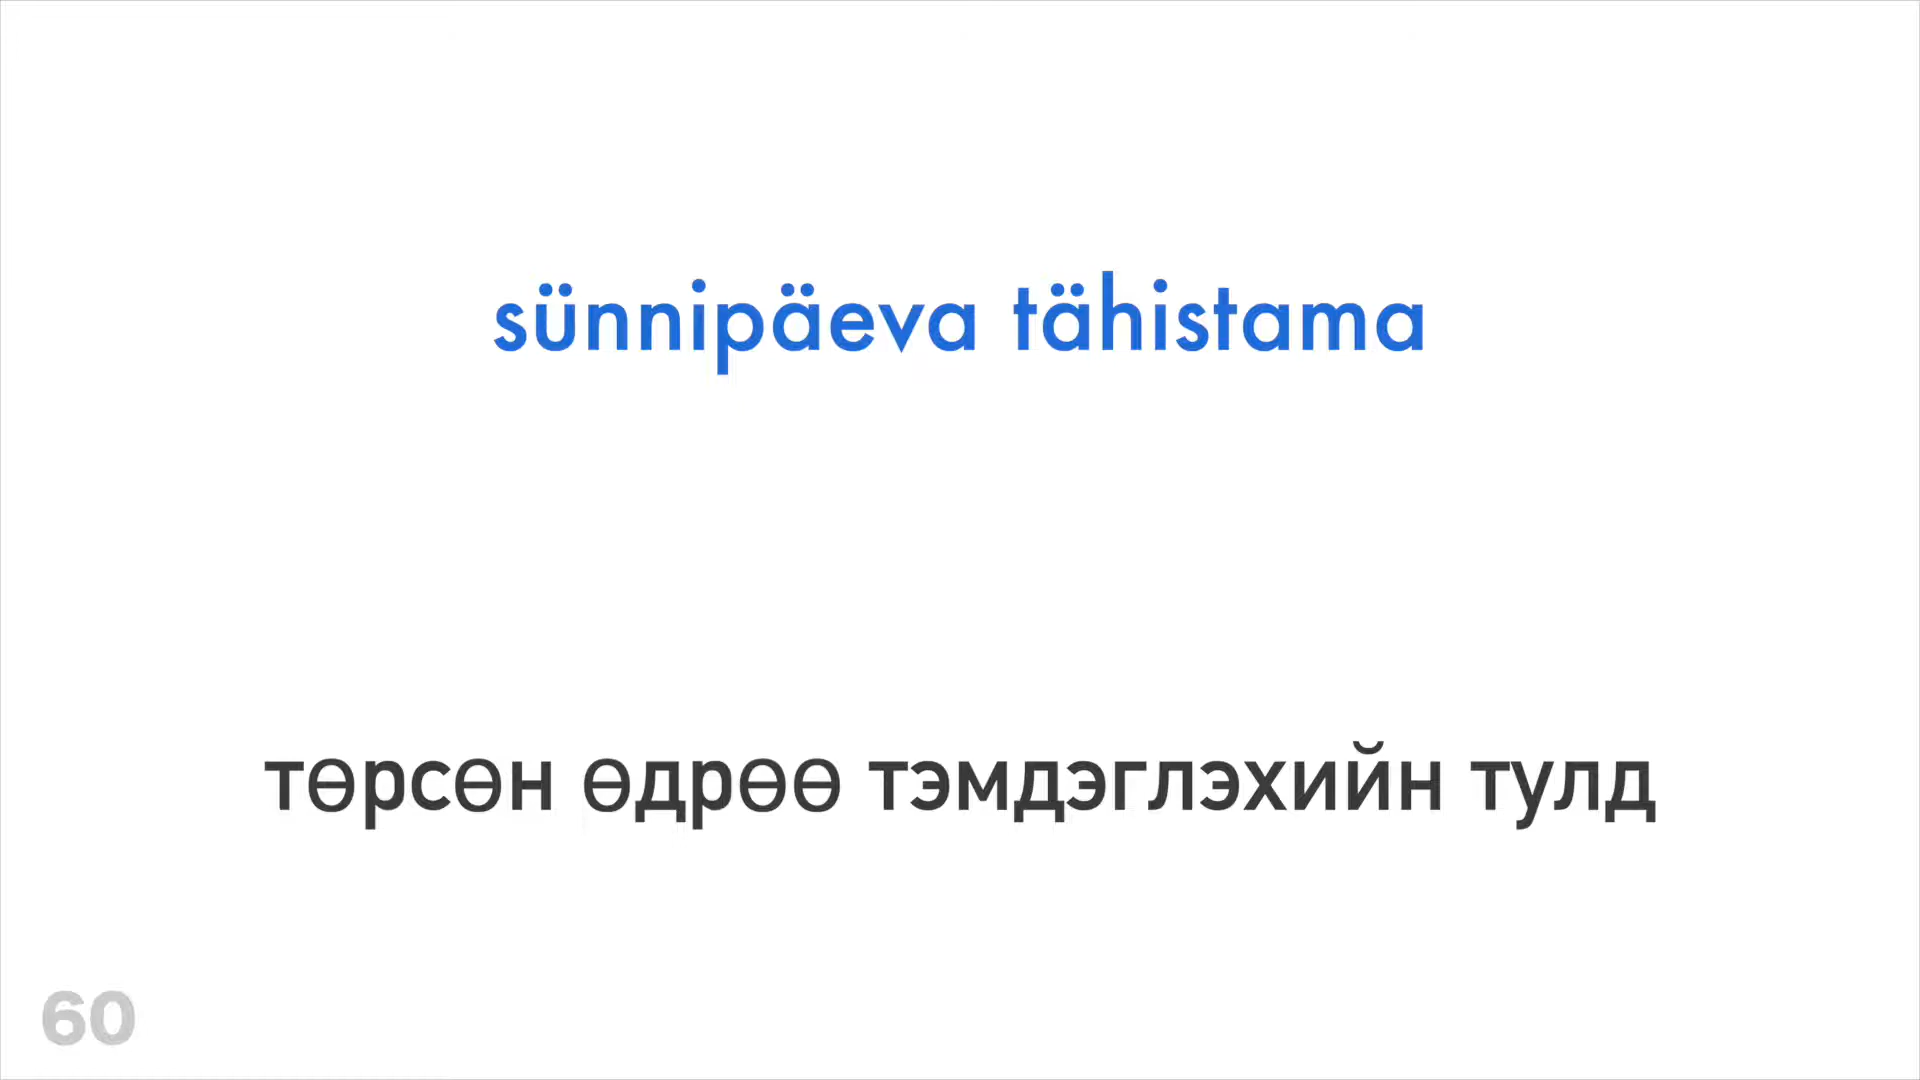 sünnipäeva tähistama
төрсөн өдрөө тэмдэглэхийн тулд
60